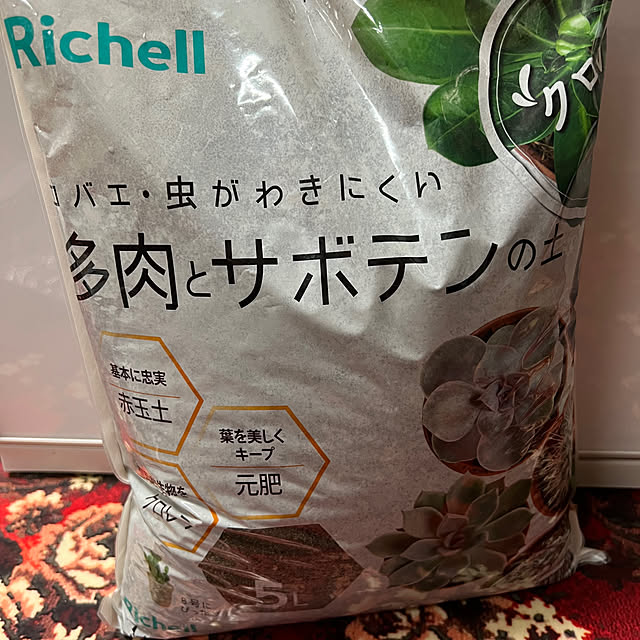 Richell
クロ
コバエ・虫がわきにくい
多肉とサボテンの土
基本に忠実
赤玉土
葉を美しく
キープ
元肥
5L
Richell